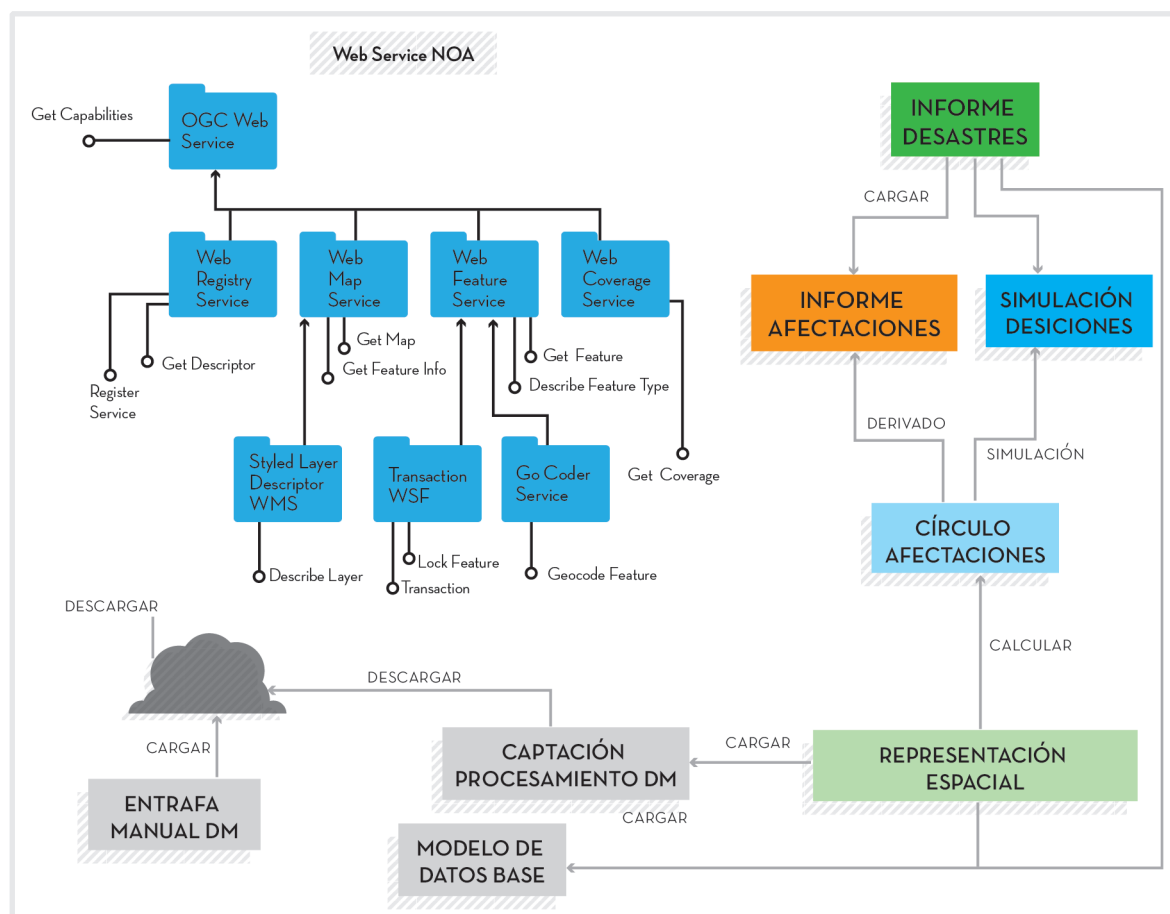 Web Service NOA
Get Capabilities
OGC Web
Service
Web
Registry
Service
Web
Map
Service
Web
Feature
Service
Web
Coverage
Service
Get Map
Get Feature Info
Get Descriptor
Register
Service
Get Feature
Describe Feature Type
Get Coverage
Styled Layer
Descriptor
WMS
Transaction
WSF
Go Coder
Service
Describe Layer
Lock Feature
Transaction
Geocode Feature
INFORME
DESASTRES
CARGAR
INFORME
AFECTACIONES
SIMULACIÓN
DESICIONES
DERIVADO
SIMULACIÓN
CÍRCULO
AFECTACIONES
CALCULAR
DESCARGAR
DESCARGAR
CARGAR
CARGAR
CAPTACIÓN
PROCESAMIENTO DM
REPRESENTACIÓN
ESPACIAL
ENTRAFA
MANUAL DM
CARGAR
MODELO DE
DATOS BASE